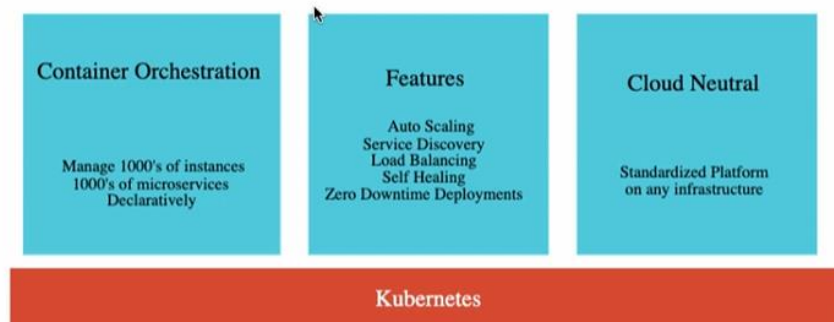 Container Orchestration
Manage 1000's of instances
1000's of microservices
Declaratively
Features
Auto Scaling
Service Discovery
Load Balancing
Self Healing
Zero Downtime Deployments
Cloud Neutral
Standardized Platform
on any infrastructure
Kubernetes